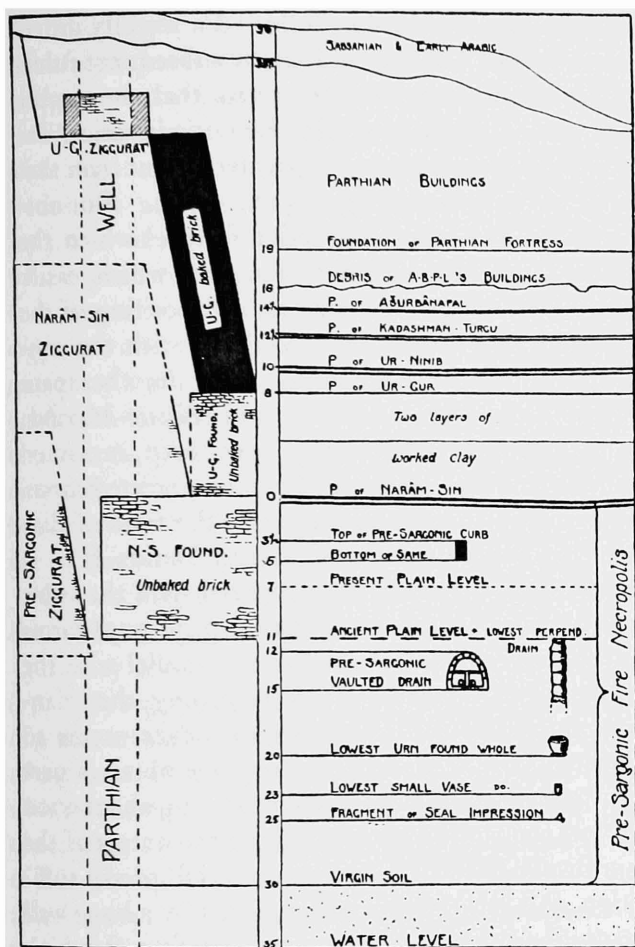 36
SASSANIAN & EARLY ARABIC
U-G. ZIGGURAT
WELL
U-G. baked brick
PARTHIAN BUILDINGS
19
FOUNDATION OF PARTHIAN FORTRESS
DEBRIS OF A·B·P·L'S BUILDINGS
16
P. OF AŠURBÂNAPAL
NARÂM-SIN
ZIGGURAT
P. OF KADASHMAN-TURGU
P OF UR-NINIB
10
P OF UR-GUR
8
U-G. FOUND.
Unbaked brick
Two layers of
worked clay
0
P OF NARÂM-SIN
PRE-SARGONIC
ZIGGURAT
N-S. FOUND.
Unbaked brick
TOP OF PRE-SARGONIC CURB
BOTTOM OF SAME
PRESENT PLAIN LEVEL
7
ANCIENT PLAIN LEVEL + LOWEST PERPEND.
11
DRAIN
12
PRE-SARGONIC
VAULTED DRAIN
15
LOWEST URN FOUND WHOLE
20
LOWEST SMALL VASE DO.
23
FRAGMENT OF SEAL IMPRESSION
25
Pre-Sargonic Fire Necropolis
PARTHIAN
VIRGIN SOIL
30
35
WATER LEVEL